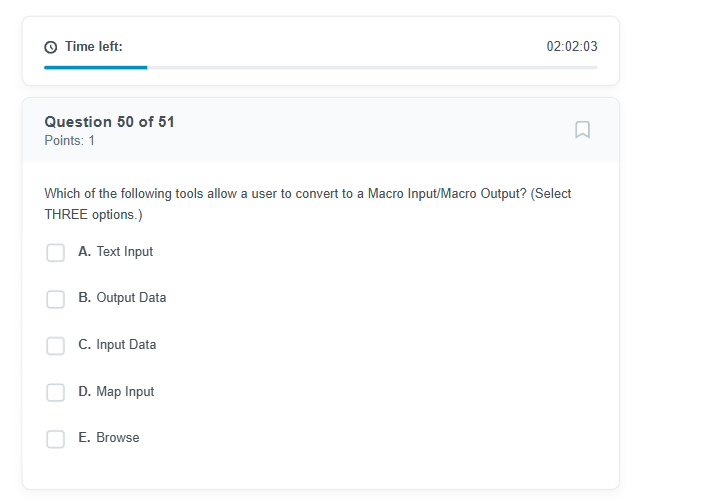 Time left:
02:02:03
Question 50 of 51
Points: 1
Which of the following tools allow a user to convert to a Macro Input/Macro Output? (Select
THREE options.)
A. Text Input
B. Output Data
C. Input Data
D. Map Input
E. Browse